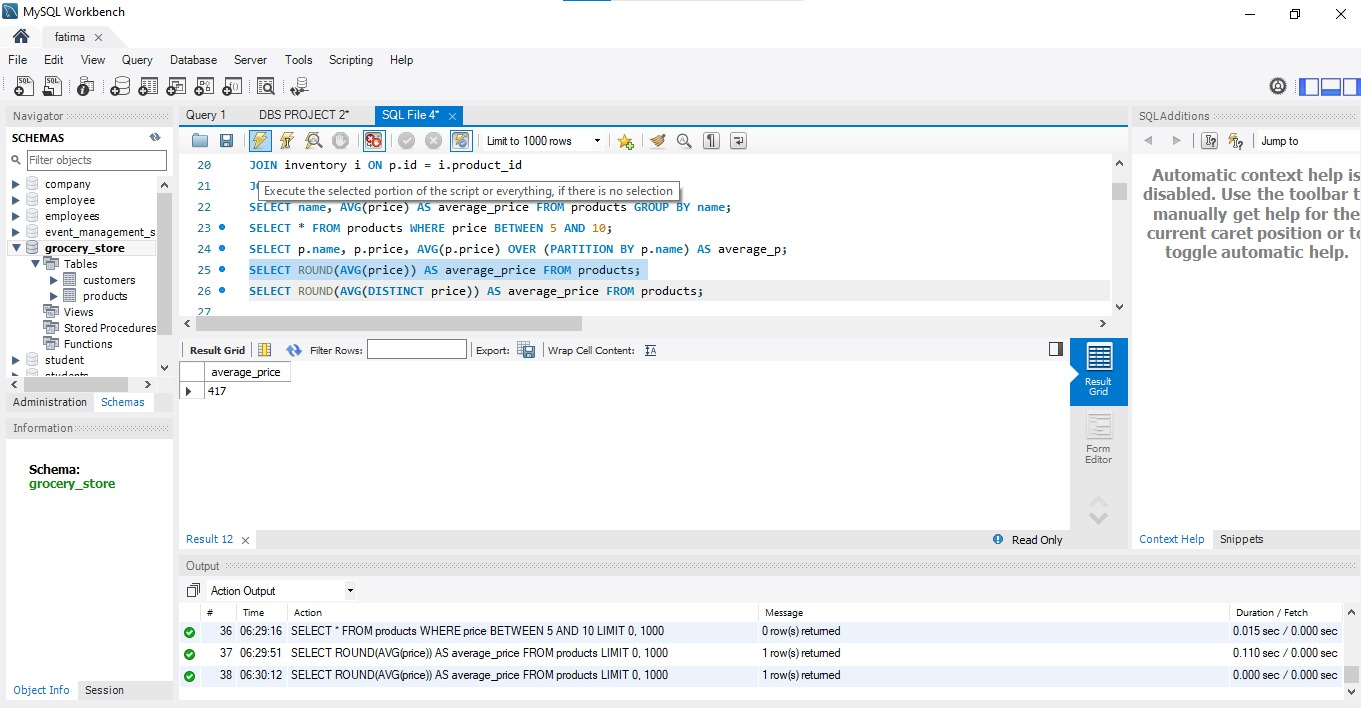 MySQL Workbench
fatima
File Edit View Query Database Server Tools Scripting Help
Navigator
SCHEMAS
Filter objects
company
employee
employees
event_management_s
grocery_store
Tables
customers
products
Views
Stored Procedures
Functions
student
students
Administration Schemas
Information
Schema:
grocery_store
Object Info Session
Query 1 DBS PROJECT 2* SQL File 4*
Limit to 1000 rows
20 JOIN inventory i ON p.id = i.product_id
21
Execute the selected portion of the script or everything, if there is no selection
22 SELECT name, AVG(price) AS average_price FROM products GROUP BY name;
23 SELECT * FROM products WHERE price BETWEEN 5 AND 10;
24 SELECT p.name, p.price, AVG(p.price) OVER (PARTITION BY p.name) AS average_p;
25 SELECT ROUND(AVG(price)) AS average_price FROM products;
26 SELECT ROUND(AVG(DISTINCT price)) AS average_price FROM products;
27
Result Grid Filter Rows: Export: Wrap Cell Content:
average_price
417
Result Grid
Form Editor
Result 12
Read Only
Output
Action Output
# Time Action Message Duration / Fetch
36 06:29:16 SELECT * FROM products WHERE price BETWEEN 5 AND 10 LIMIT 0, 1000 0 row(s) returned 0.015 sec / 0.000 sec
37 06:29:51 SELECT ROUND(AVG(price)) AS average_price FROM products LIMIT 0, 1000 1 row(s) returned 0.110 sec / 0.000 sec
38 06:30:12 SELECT ROUND(AVG(price)) AS average_price FROM products LIMIT 0, 1000 1 row(s) returned 0.000 sec / 0.000 sec
SQLAdditions
Jump to
Automatic context help is
disabled. Use the toolbar t
manually get help for the
current caret position or to
toggle automatic help.
Context Help Snippets